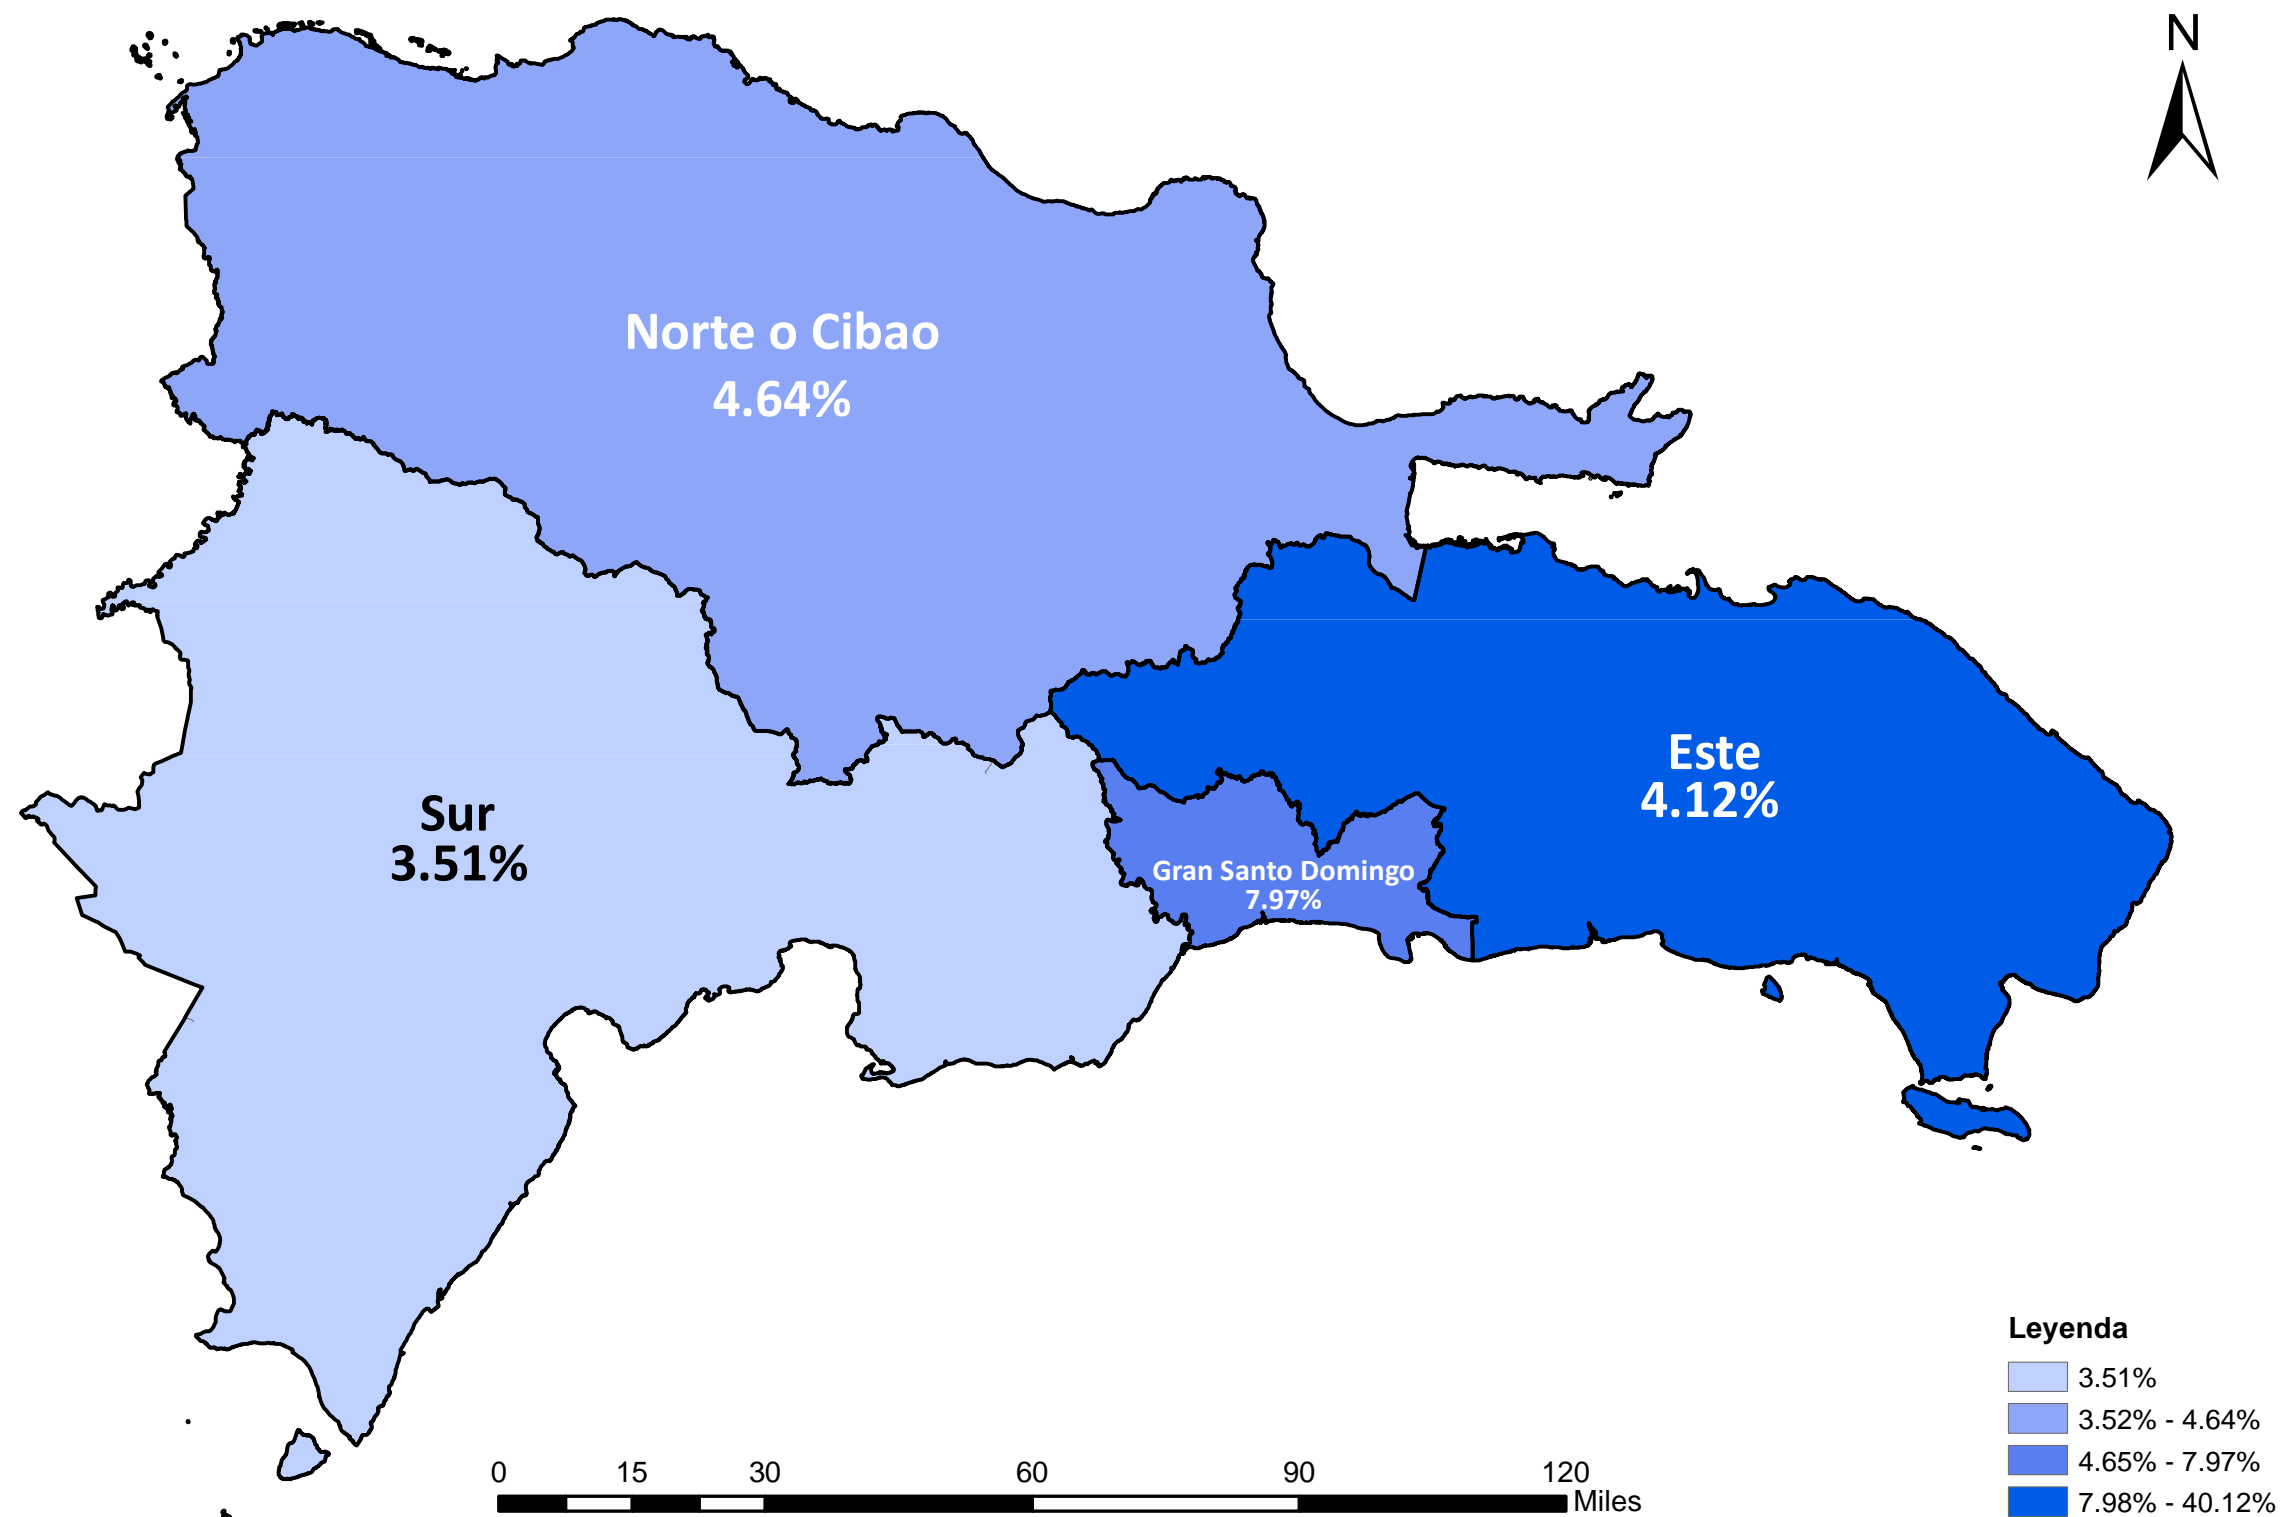 N
Norte o Cibao
4.64%
Este
4.12%
Sur
3.51%
Gran Santo Domingo
7.97%
Leyenda
3.51%
3.52% - 4.64%
4.65% - 7.97%
7.98% - 40.12%
0 15 30 60 90 120
Miles